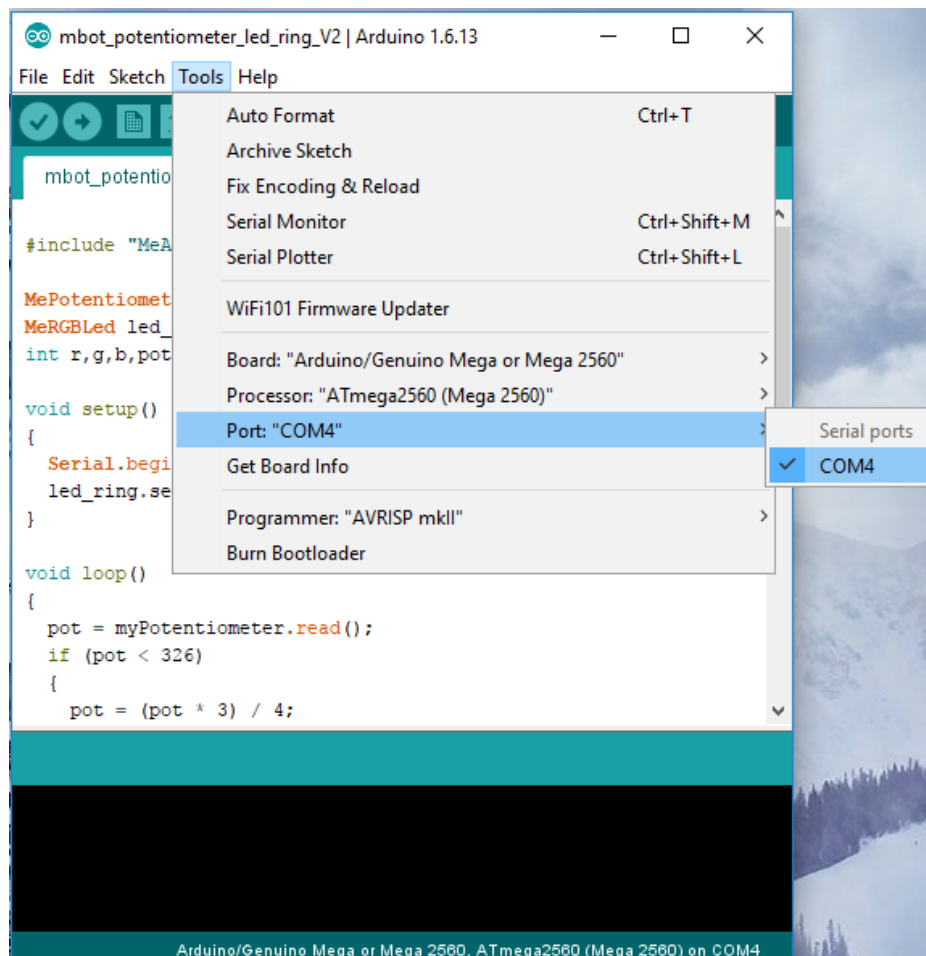 mbot_potentiometer_led_ring_V2 | Arduino 1.6.13
File Edit Sketch Tools Help
Auto Format Ctrl+T
Archive Sketch
mbot_potentio
Fix Encoding & Reload
Serial Monitor Ctrl+Shift+M
#include "MeA
Serial Plotter Ctrl+Shift+L
MePotentiomet
WiFi101 Firmware Updater
MeRGBLed led_
int r,g,b,pot
Board: "Arduino/Genuino Mega or Mega 2560"
Processor: "ATmega2560 (Mega 2560)"
void setup()
Port: "COM4"
Serial ports
{
Serial.begi
Get Board Info
COM4
led_ring.se
}
Programmer: "AVRISP mkII"
Burn Bootloader
void loop()
{
pot = myPotentiometer.read();
if (pot < 326)
{
pot = (pot * 3) / 4;
Arduino/Genuino Mega or Mega 2560, ATmega2560 (Mega 2560) on COM4